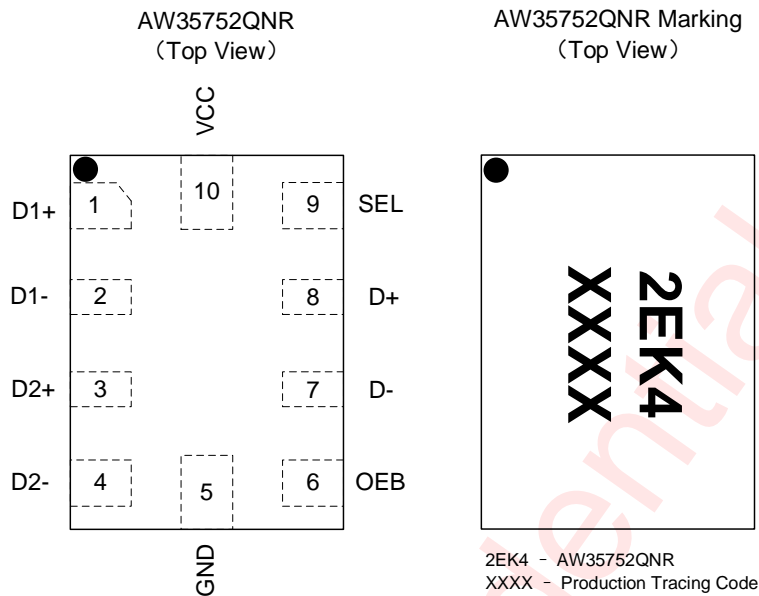 AW35752QNR
（Top View）
VCC
D1+ 1 10 9 SEL
D1- 2 8 D+
D2+ 3 7 D-
D2- 4 5 6 OEB
GND
AW35752QNR Marking
（Top View）
2EK4
XXXX
2EK4 － AW35752QNR
XXXX － Production Tracing Code